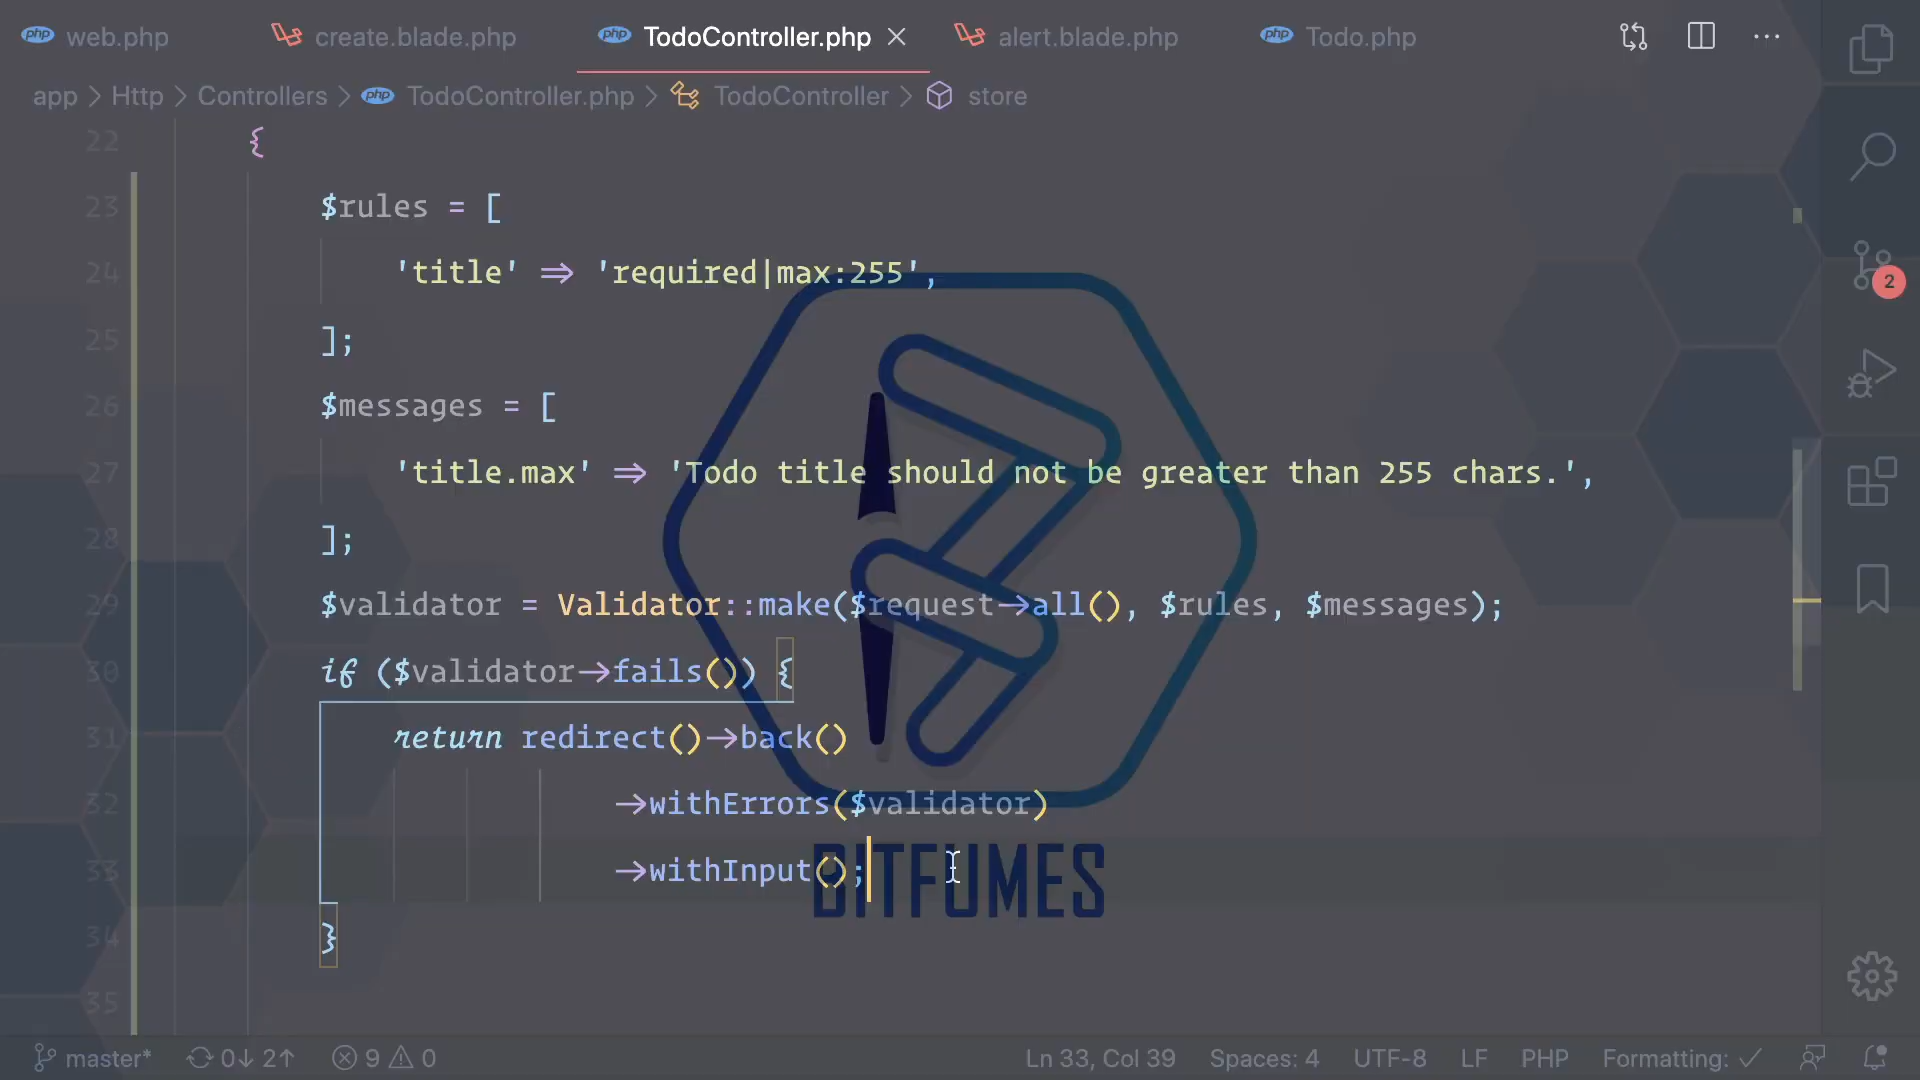 web.php create.blade.php TodoController.php alert.blade.php Todo.php
app > Http > Controllers > TodoController.php > TodoController > store
22 {
23 $rules = [
24 'title' => 'required|max:255',
25 ];
26 $messages = [
27 'title.max' => 'Todo title should not be greater than 255 chars.',
28 ];
29 $validator = Validator::make($request->all(), $rules, $messages);
30 if ($validator->fails()) {
31 return redirect()->back()
32 ->withErrors($validator)
33 ->withInput();
34 }
35
BITFUMES
2
master* 0↓ 2↑ 9 0 Ln 33, Col 39 Spaces: 4 UTF-8 LF PHP Formatting: ✓